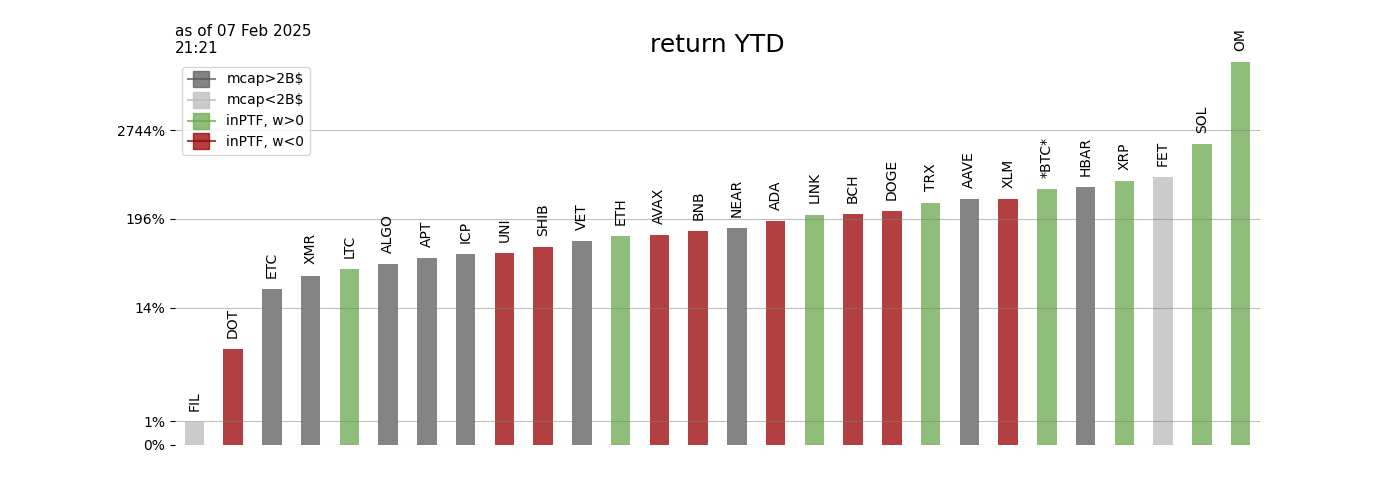 as of 07 Feb 2025
21:21
return YTD
mcap>2B$
mcap<2B$
inPTF, w>0
inPTF, w<0
2744%
196%
14%
1%
0%
FIL
DOT
ETC
XMR
LTC
ALGO
APT
ICP
UNI
SHIB
VET
ETH
AVAX
BNB
NEAR
ADA
LINK
BCH
DOGE
TRX
AAVE
XLM
*BTC*
HBAR
XRP
FET
SOL
OM